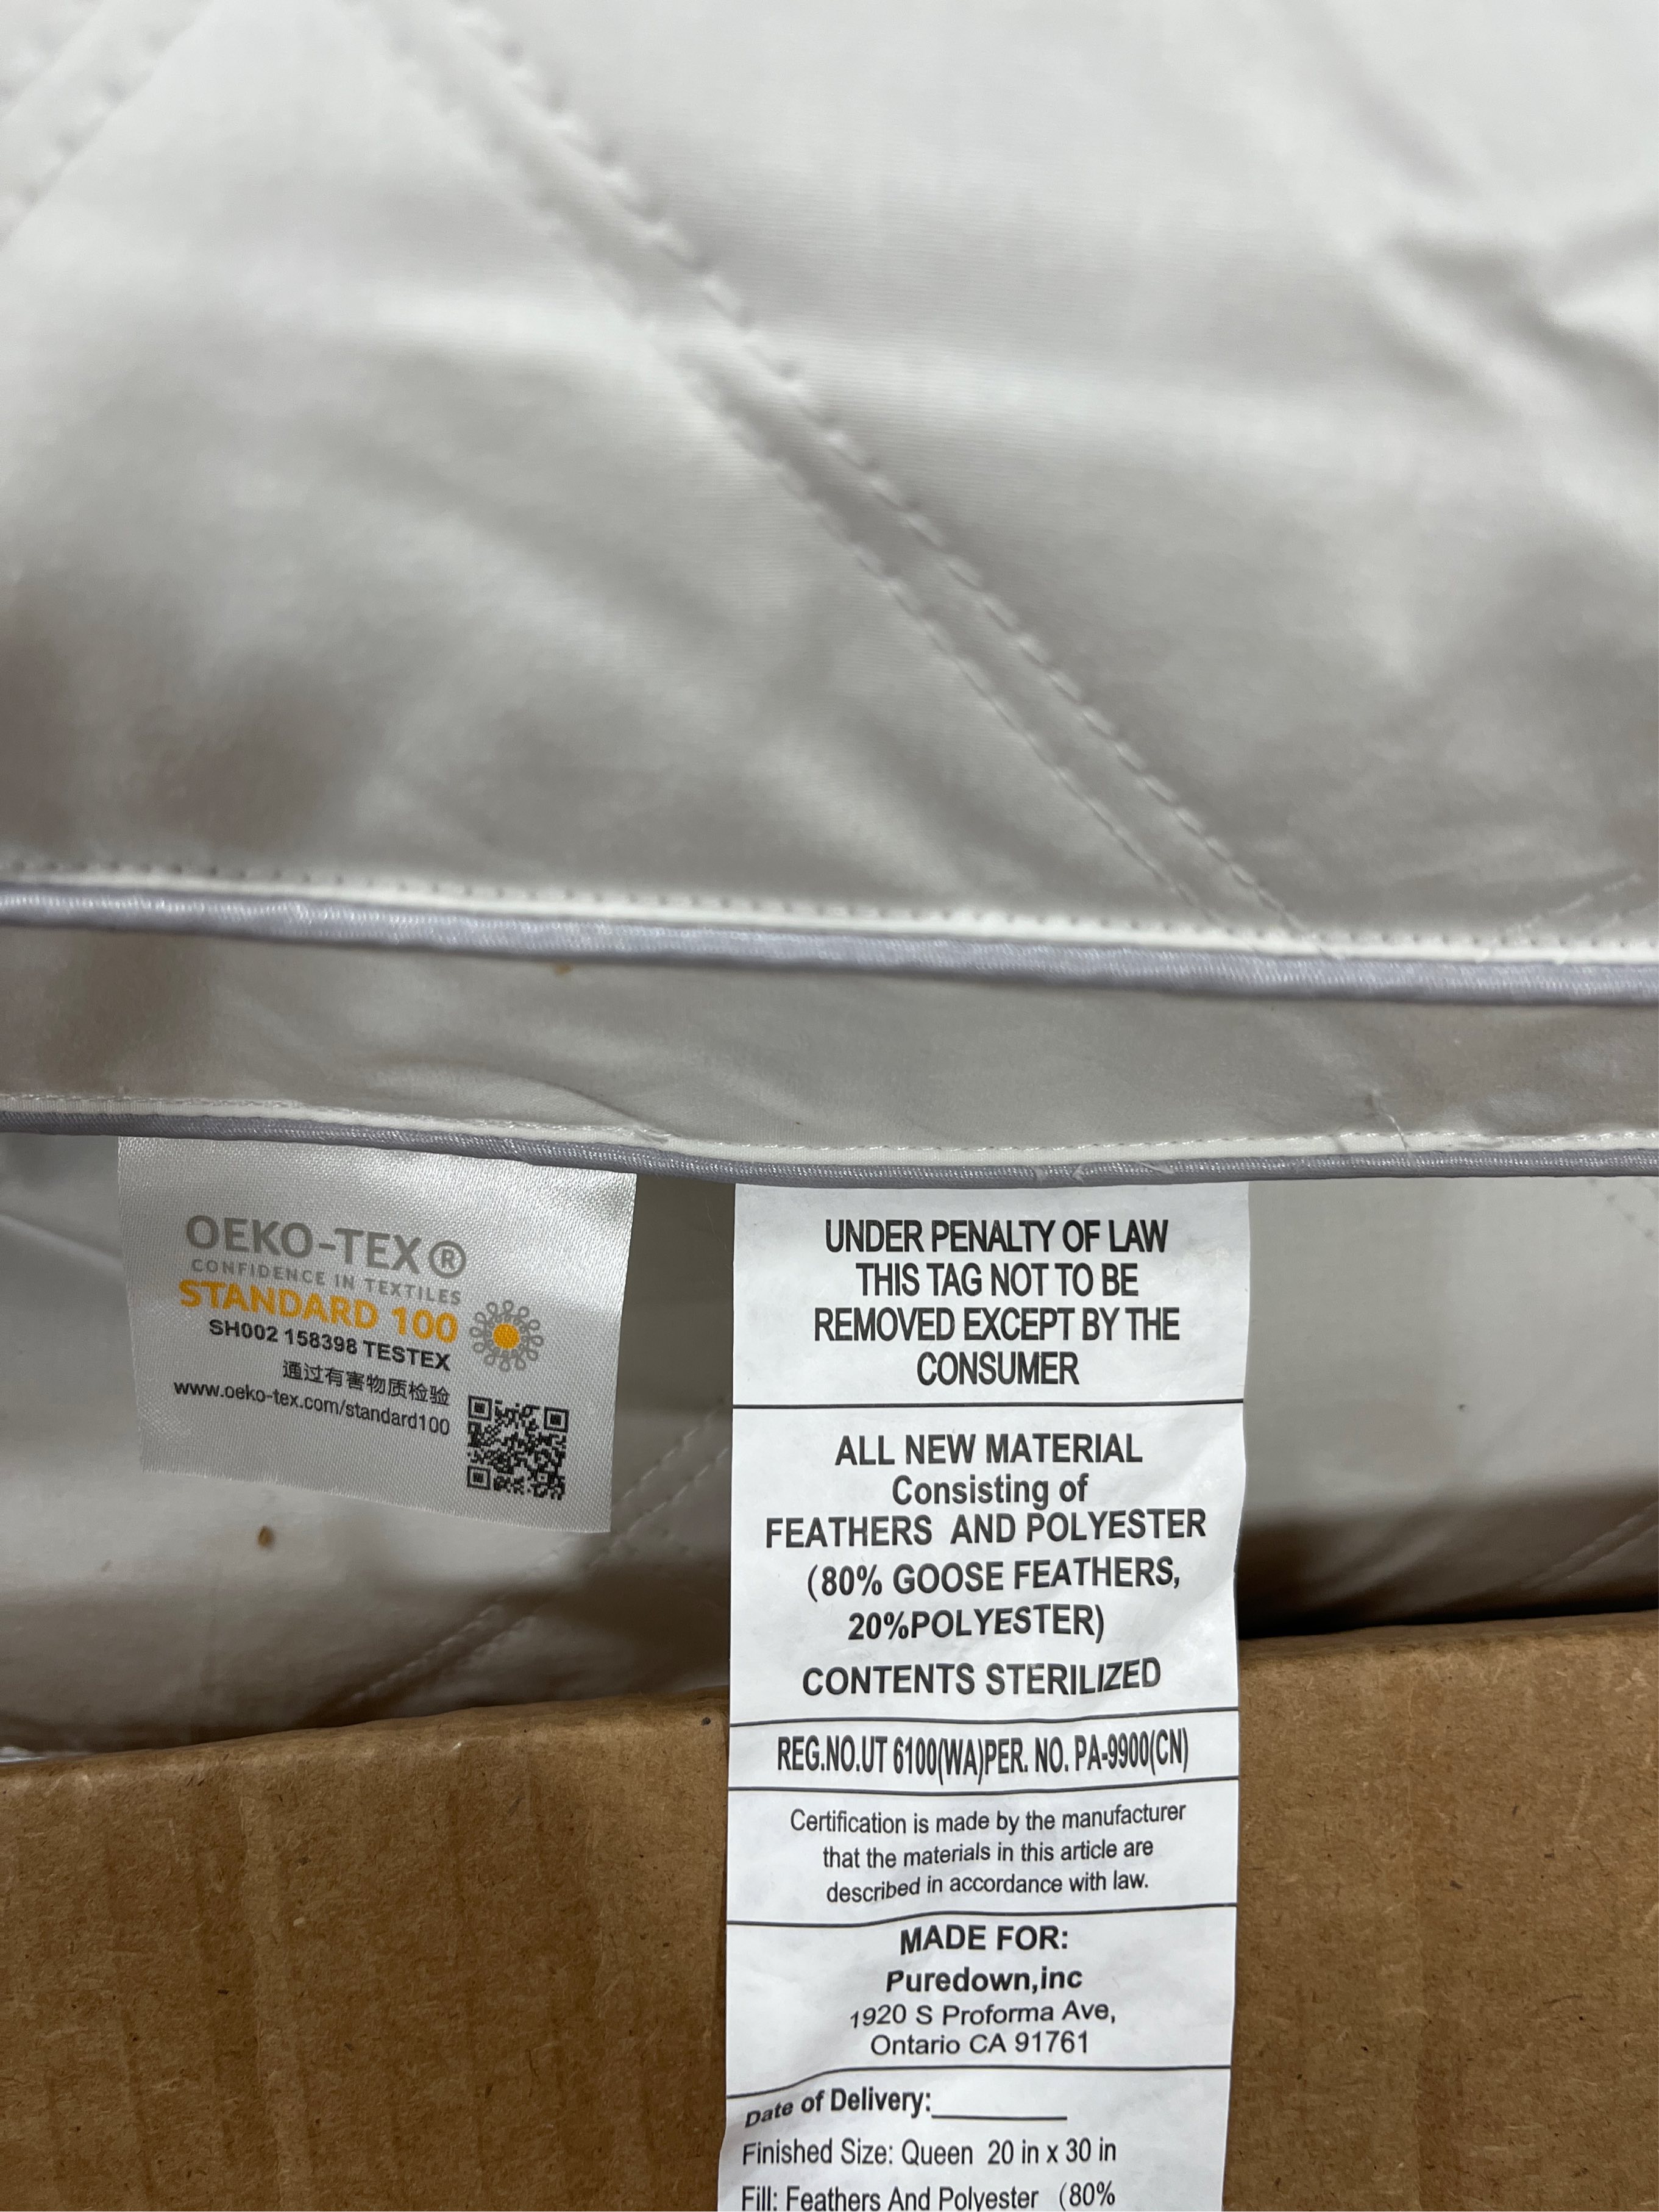 OEKO-TEX®
CONFIDENCE IN TEXTILES
STANDARD 100
SH002 158398 TESTEX
通过有害物质检验
www.oeko-tex.com/standard100
UNDER PENALTY OF LAW
THIS TAG NOT TO BE
REMOVED EXCEPT BY THE
CONSUMER
ALL NEW MATERIAL
Consisting of
FEATHERS AND POLYESTER
(80% GOOSE FEATHERS,
20%POLYESTER)
CONTENTS STERILIZED
REG.NO.UT 6100(WA)PER. NO. PA-9900(CN)
Certification is made by the manufacturer
that the materials in this article are
described in accordance with law.
MADE FOR:
Puredown,inc
1920 S Proforma Ave,
Ontario CA 91761
Date of Delivery:__________
Finished Size: Queen 20 in x 30 in
Fill: Feathers And Polyester (80%